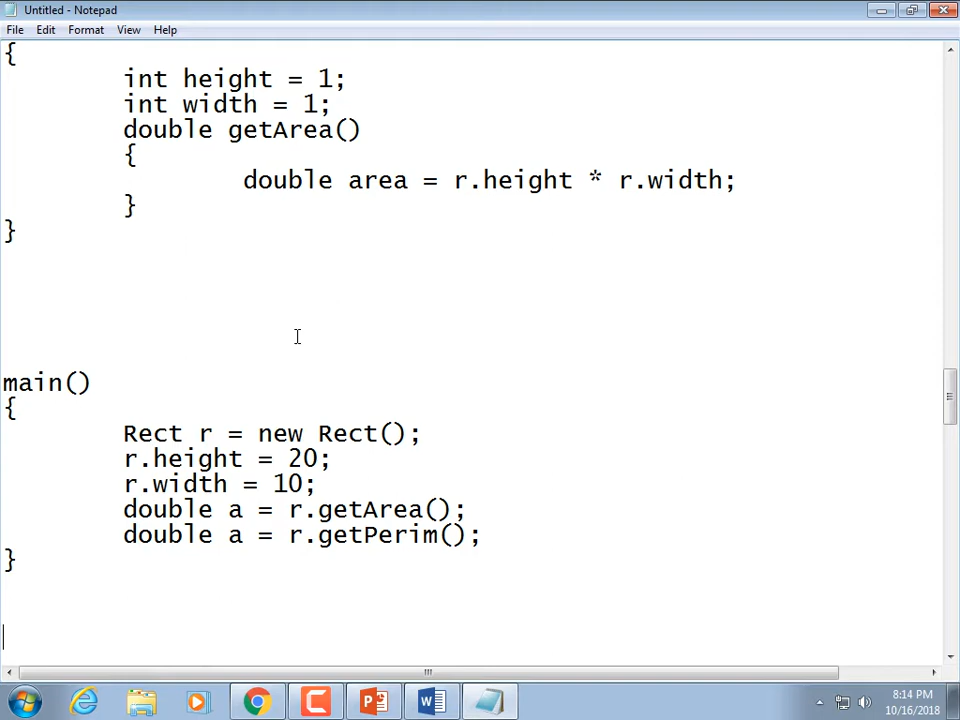 Untitled - Notepad
File Edit Format View Help
{
int height = 1;
int width = 1;
double getArea()
{
double area = r.height * r.width;
}
}
main()
{
Rect r = new Rect();
r.height = 20;
r.width = 10;
double a = r.getArea();
double a = r.getPerim();
}
8:14 PM
10/16/2018